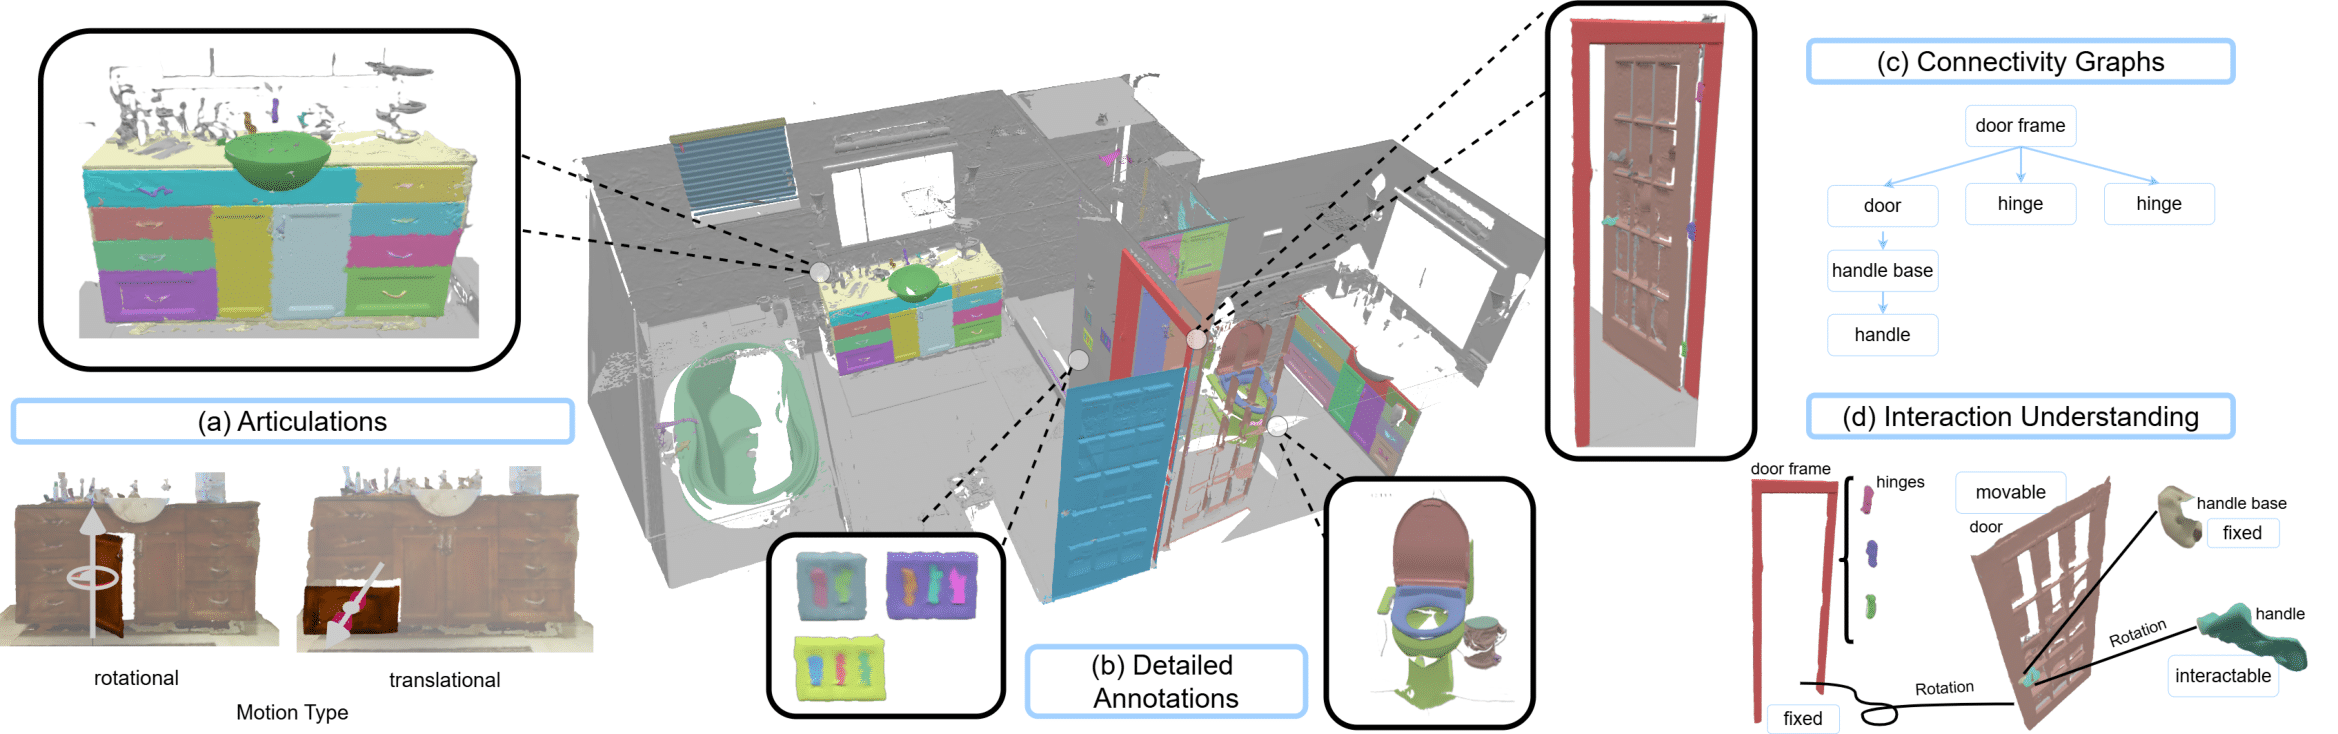 (a) Articulations
rotational
translational
Motion Type
(b) Detailed
Annotations
(c) Connectivity Graphs
door frame
door
hinge
hinge
handle base
handle
(d) Interaction Understanding
door frame
hinges
movable
door
handle base
fixed
handle
Rotation
interactable
Rotation
fixed